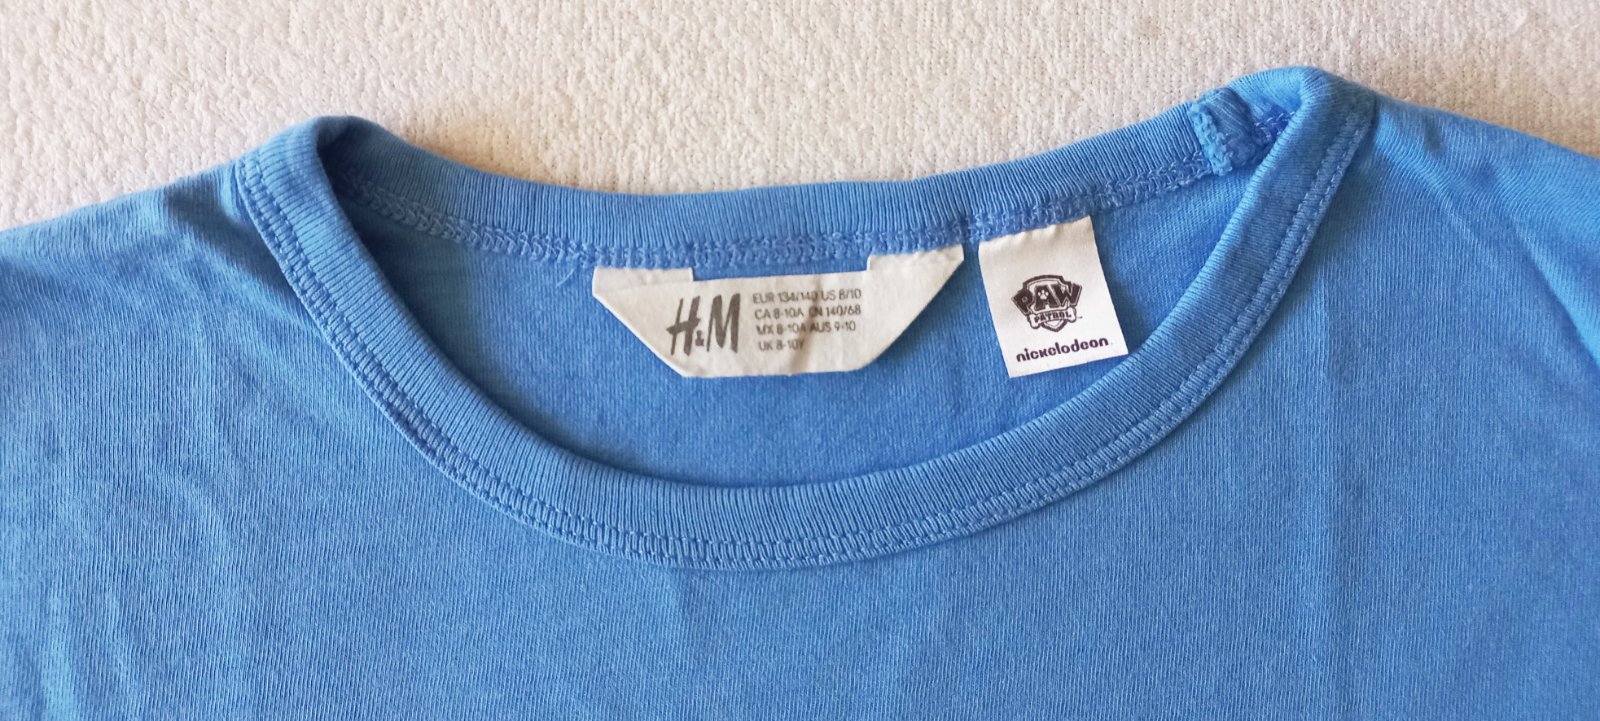 H&M
EUR 134/140 US 8/10
CA 8-10A CN 140/68
MX 8-10A AUS 9-10
UK 8-10Y
PAW
PATROL
nickelodeon